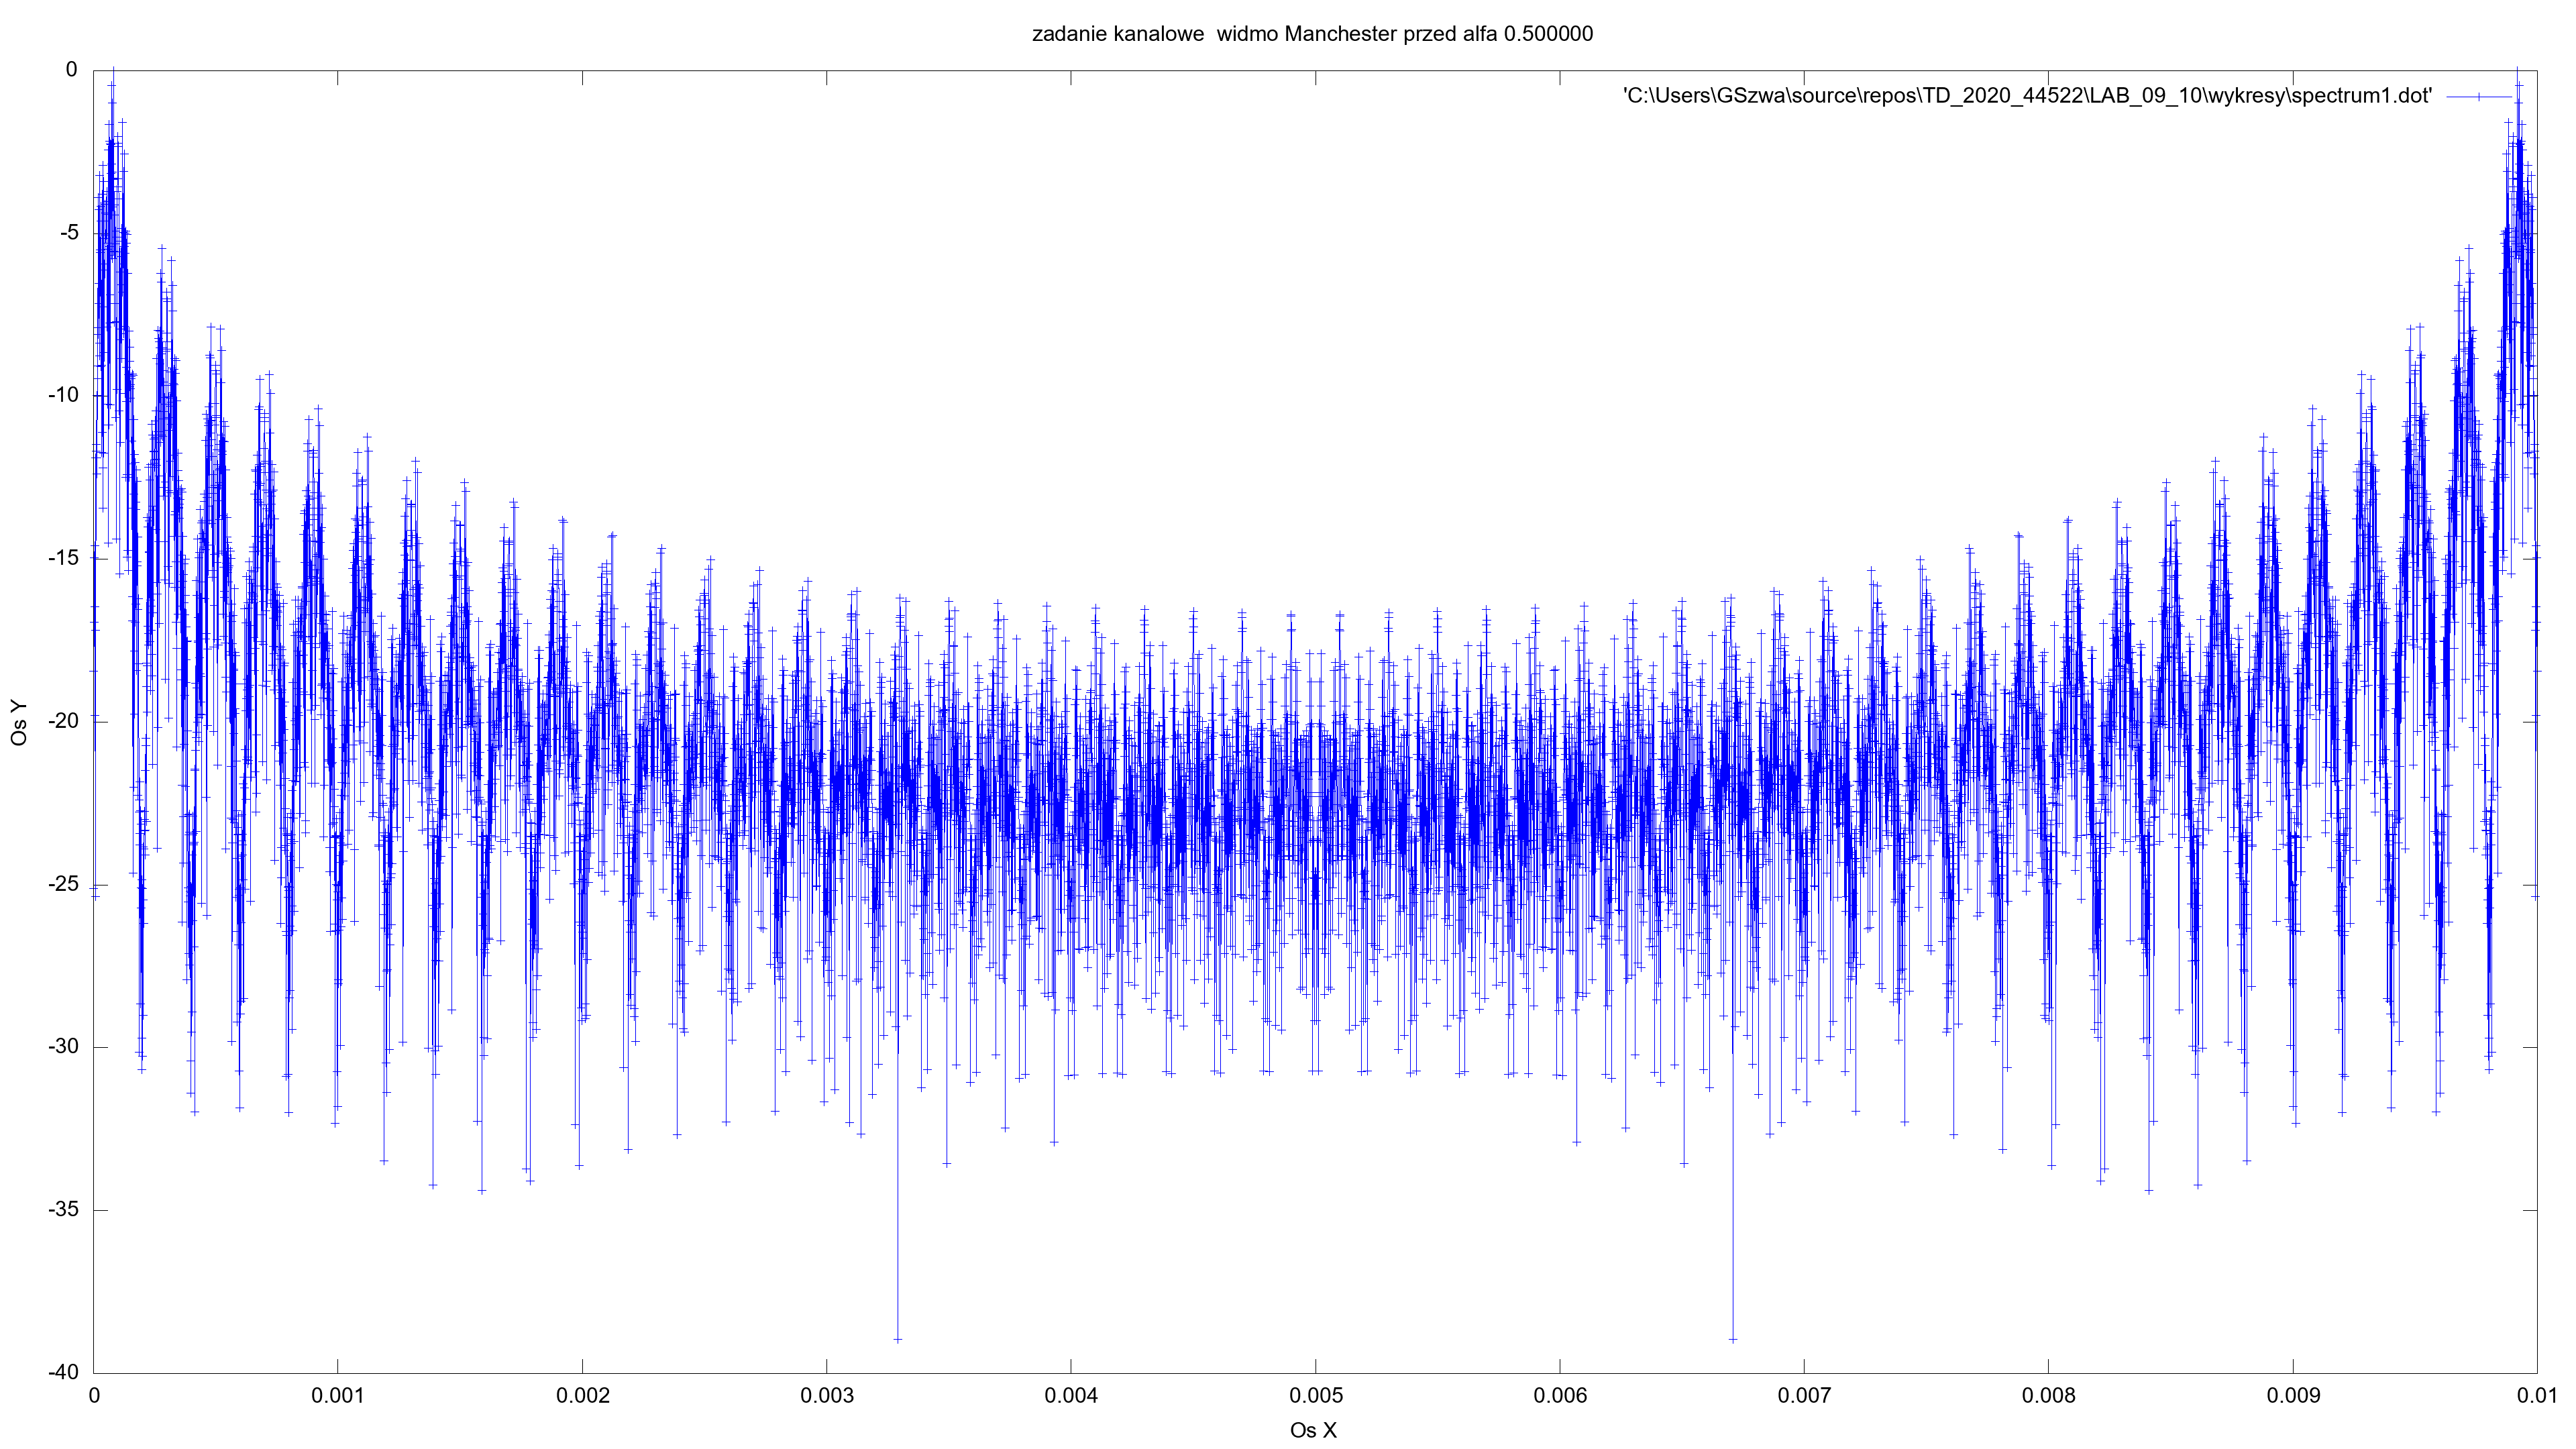 zadanie kanalowe  widmo Manchester przed alfa 0.500000
'C:\Users\GSzwa\source\repos\TD_2020_44522\LAB_09_10\wykresy\spectrum1.dot'
0
-5
-10
-15
-20
-25
-30
-35
-40
Os Y
0 0.001 0.002 0.003 0.004 0.005 0.006 0.007 0.008 0.009 0.01
Os X